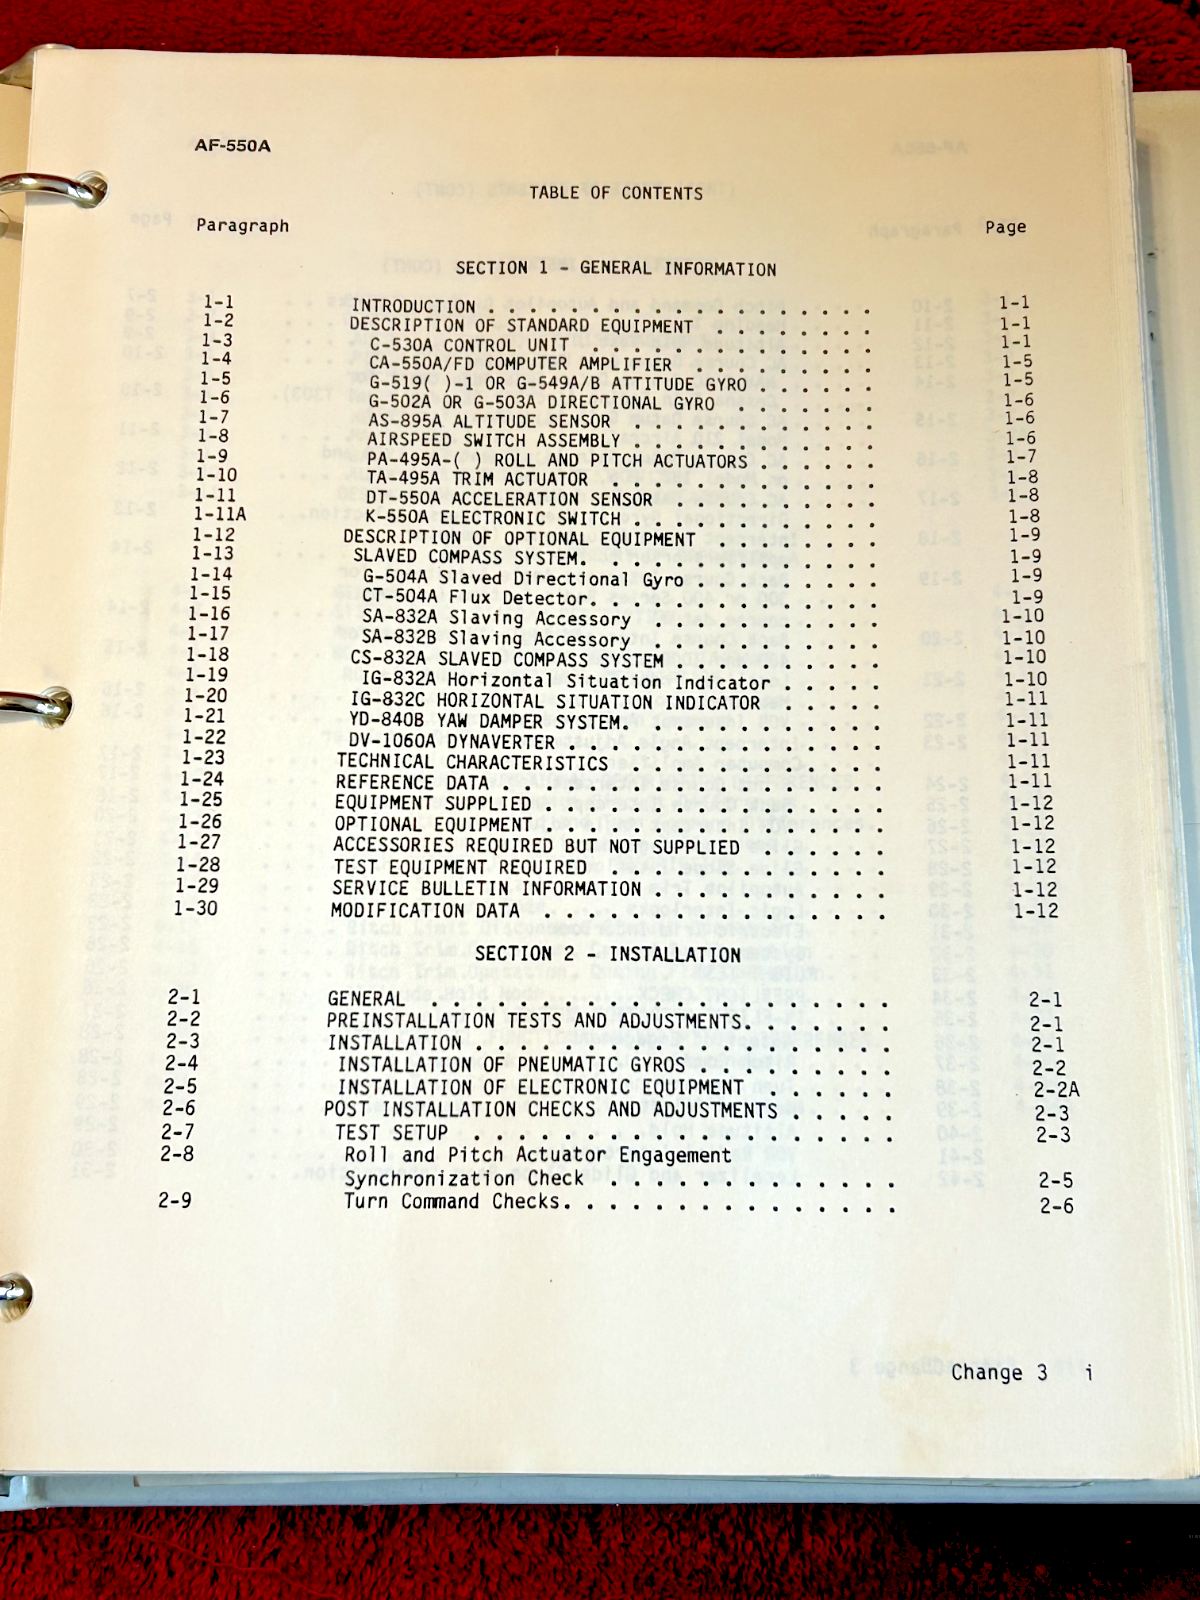 AF-550A
TABLE OF CONTENTS
Paragraph Page
SECTION 1 - GENERAL INFORMATION
1-1 INTRODUCTION . . . . . . . . . . . . . . . . . . . 1-1
1-2 DESCRIPTION OF STANDARD EQUIPMENT . . . . . . . . 1-1
1-3 C-530A CONTROL UNIT . . . . . . . . . . . . . . 1-1
1-4 CA-550A/FD COMPUTER AMPLIFIER . . . . . . . . . 1-5
1-5 G-519( )-1 OR G-549A/B ATTITUDE GYRO . . . . . . 1-5
1-6 G-502A OR G-503A DIRECTIONAL GYRO . . . . . . . 1-6
1-7 AS-895A ALTITUDE SENSOR . . . . . . . . . . . . 1-6
1-8 AIRSPEED SWITCH ASSEMBLY . . . . . . . . . . . . 1-6
1-9 PA-495A-( ) ROLL AND PITCH ACTUATORS . . . . . . 1-7
1-10 TA-495A TRIM ACTUATOR . . . . . . . . . . . . . 1-8
1-11 DT-550A ACCELERATION SENSOR . . . . . . . . . . 1-8
1-11A K-550A ELECTRONIC SWITCH . . . . . . . . . . . . 1-8
1-12 DESCRIPTION OF OPTIONAL EQUIPMENT . . . . . . . . 1-9
1-13 SLAVED COMPASS SYSTEM. . . . . . . . . . . . . . 1-9
1-14 G-504A Slaved Directional Gyro . . . . . . . . 1-9
1-15 CT-504A Flux Detector. . . . . . . . . . . . . 1-9
1-16 SA-832A Slaving Accessory . . . . . . . . . . 1-10
1-17 SA-832B Slaving Accessory . . . . . . . . . . 1-10
1-18 CS-832A SLAVED COMPASS SYSTEM . . . . . . . . . 1-10
1-19 IG-832A Horizontal Situation Indicator . . . . . 1-10
1-20 IG-832C HORIZONTAL SITUATION INDICATOR . . . . . 1-11
1-21 YD-840B YAW DAMPER SYSTEM. . . . . . . . . . . . 1-11
1-22 DV-1060A DYNAVERTER . . . . . . . . . . . . . . 1-11
1-23 TECHNICAL CHARACTERISTICS . . . . . . . . . . . . 1-11
1-24 REFERENCE DATA . . . . . . . . . . . . . . . . . 1-11
1-25 EQUIPMENT SUPPLIED . . . . . . . . . . . . . . . 1-12
1-26 OPTIONAL EQUIPMENT . . . . . . . . . . . . . . . 1-12
1-27 ACCESSORIES REQUIRED BUT NOT SUPPLIED . . . . . . 1-12
1-28 TEST EQUIPMENT REQUIRED . . . . . . . . . . . . 1-12
1-29 SERVICE BULLETIN INFORMATION . . . . . . . . . . 1-12
1-30 MODIFICATION DATA . . . . . . . . . . . . . . . 1-12
SECTION 2 - INSTALLATION
2-1 GENERAL . . . . . . . . . . . . . . . . . . . . 2-1
2-2 PREINSTALLATION TESTS AND ADJUSTMENTS. . . . . . 2-1
2-3 INSTALLATION . . . . . . . . . . . . . . . . . . 2-1
2-4 INSTALLATION OF PNEUMATIC GYROS . . . . . . . . 2-2
2-5 INSTALLATION OF ELECTRONIC EQUIPMENT . . . . . . 2-2A
2-6 POST INSTALLATION CHECKS AND ADJUSTMENTS . . . . . 2-3
2-7 TEST SETUP . . . . . . . . . . . . . . . . . . 2-3
2-8 Roll and Pitch Actuator Engagement
Synchronization Check . . . . . . . . . . . . 2-5
2-9 Turn Command Checks. . . . . . . . . . . . . . 2-6
Change 3 i